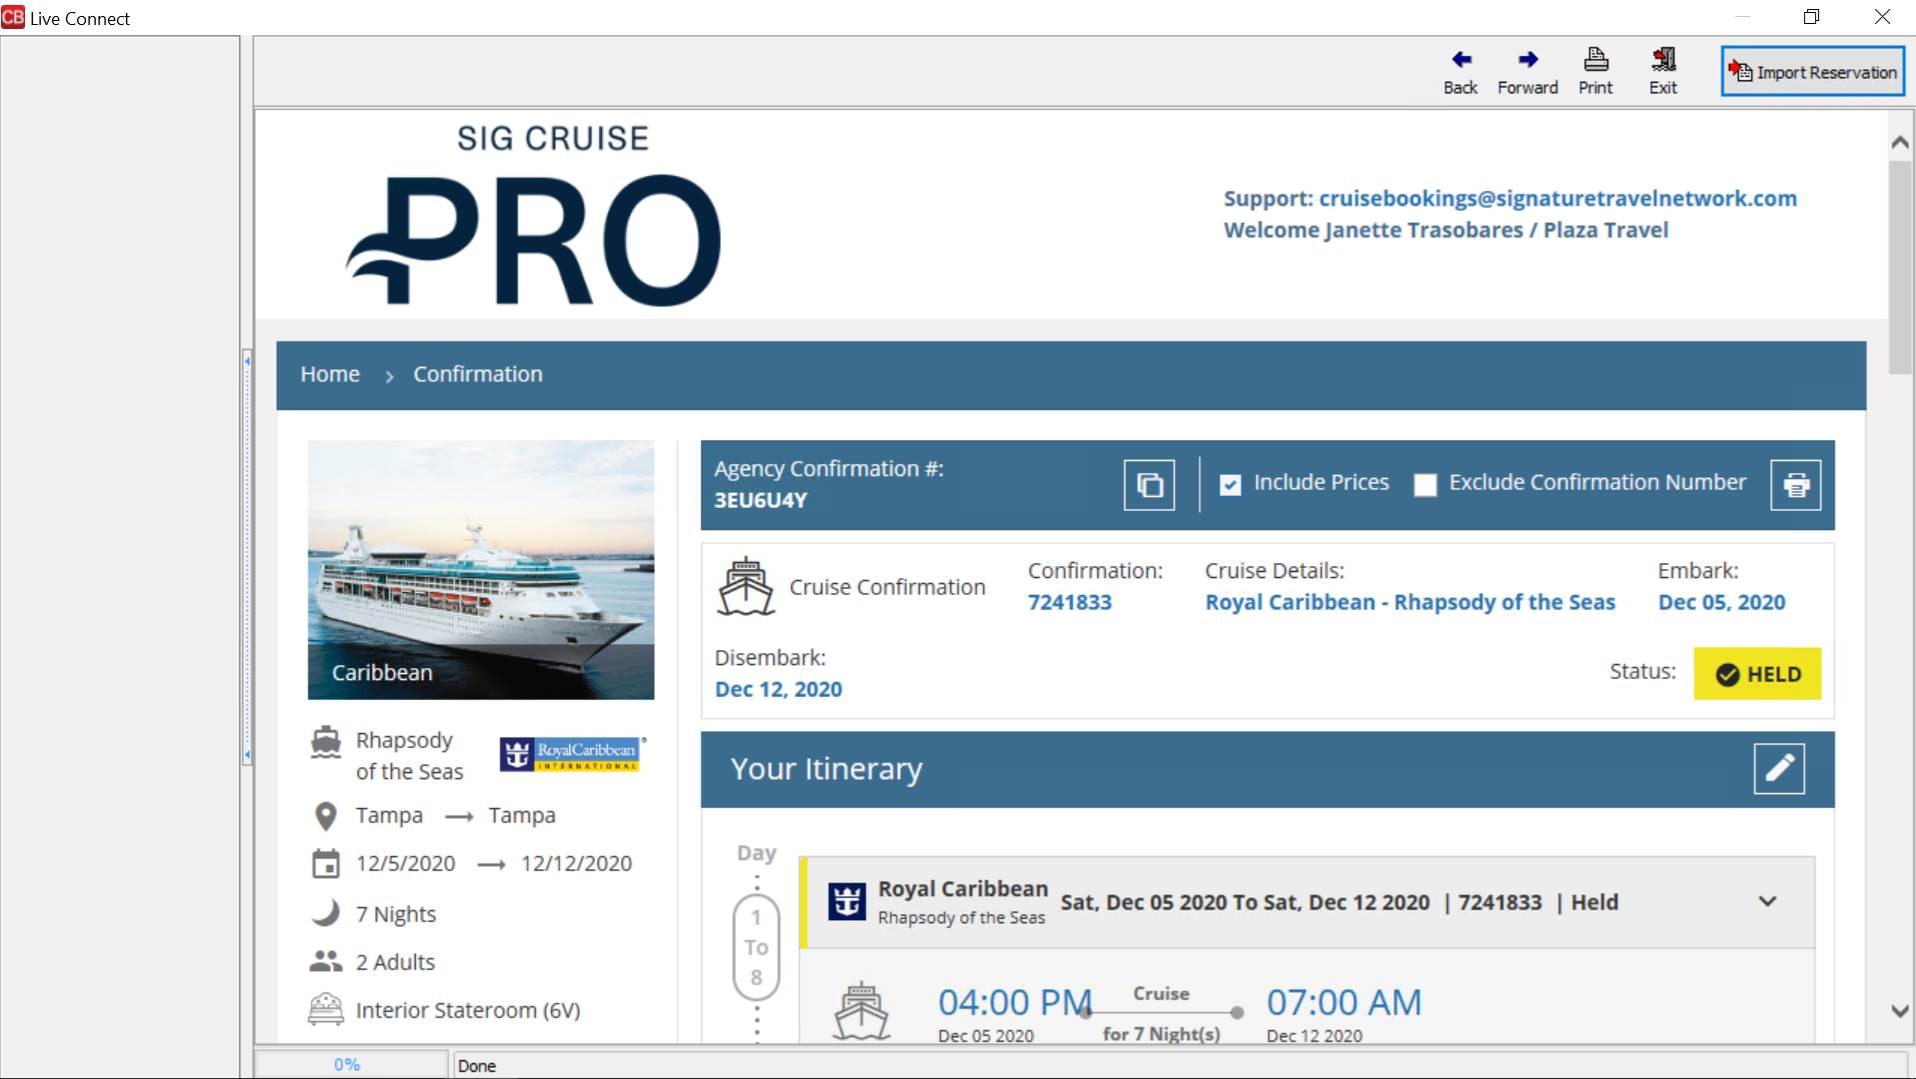 CB Live Connect
Back
Forward
Print
Exit
Import Reservation
SIG CRUISE
PRO
Support: cruisebookings@signaturetravelnetwork.com
Welcome Janette Trasobares / Plaza Travel
Home > Confirmation
Caribbean
Rhapsody
of the Seas
RoyalCaribbean
INTERNATIONAL
Tampa → Tampa
12/5/2020 → 12/12/2020
7 Nights
2 Adults
Interior Stateroom (6V)
Agency Confirmation #:
3EU6U4Y
Include Prices
Exclude Confirmation Number
Cruise Confirmation
Confirmation:
7241833
Cruise Details:
Royal Caribbean - Rhapsody of the Seas
Embark:
Dec 05, 2020
Disembark:
Dec 12, 2020
Status:
HELD
Your Itinerary
Day
1
To
8
Royal Caribbean
Rhapsody of the Seas
Sat, Dec 05 2020 To Sat, Dec 12 2020 | 7241833 | Held
04:00 PM
Dec 05 2020
Cruise
for 7 Night(s)
07:00 AM
Dec 12 2020
0%
Done